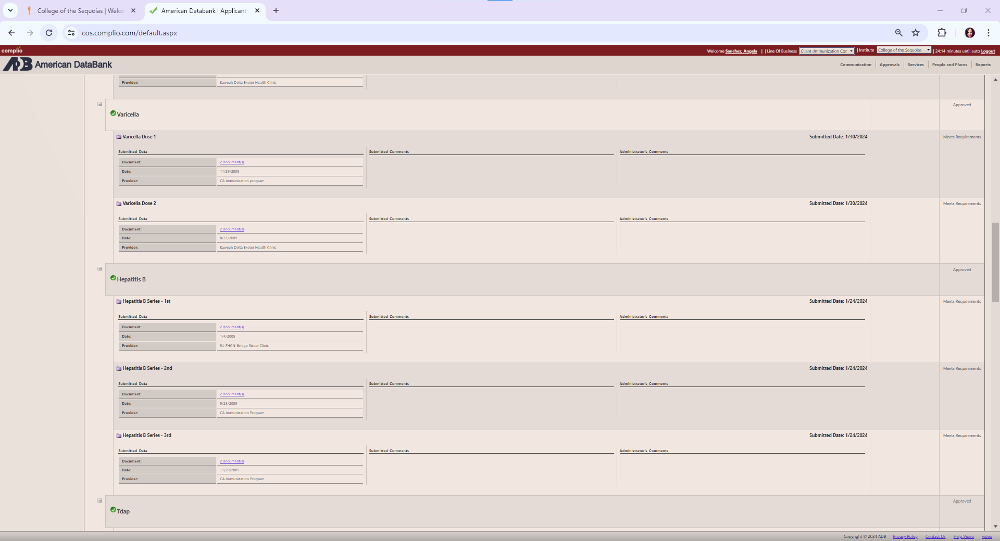 College of the Sequoias | Welco
American Databank | Applicant
cos.complio.com/default.aspx
complio
Welcome Sanchez, Angela | | Line Of Business Client (Immunization Cor | Institute College of the Sequoias | 24:14 minutes until auto Logout
ADB American DataBank
Communication Approvals Services People and Places Reports
Provider: Kaweah Delta Exeter Health Clinic
Varicella Approved
Varicella Dose 1 Submitted Date: 1/30/2024 Meets Requirements
Submitted Data Submitted Comments Administrator's Comments
Document: 2 document(s)
Date: 11/29/2005
Provider: CA immunization program
Varicella Dose 2 Submitted Date: 1/30/2024 Meets Requirements
Submitted Data Submitted Comments Administrator's Comments
Document: 2 document(s)
Date: 8/31/2009
Provider: Kaweah Delta Exeter Health Clinic
Hepatitis B Approved
Hepatitis B Series - 1st Submitted Date: 1/24/2024 Meets Requirements
Submitted Data Submitted Comments Administrator's Comments
Document: 2 document(s)
Date: 1/4/2005
Provider: 54-FHCN-Bridge Street Clinic
Hepatitis B Series - 2nd Submitted Date: 1/24/2024 Meets Requirements
Submitted Data Submitted Comments Administrator's Comments
Document: 2 document(s)
Date: 5/23/2005
Provider: CA Immunization Program
Hepatitis B Series - 3rd Submitted Date: 1/24/2024 Meets Requirements
Submitted Data Submitted Comments Administrator's Comments
Document: 2 document(s)
Date: 11/29/2005
Provider: CA Immunization Program
Tdap Approved
Copyright © 2024 ADB Privacy Policy Contact Us Help Video video